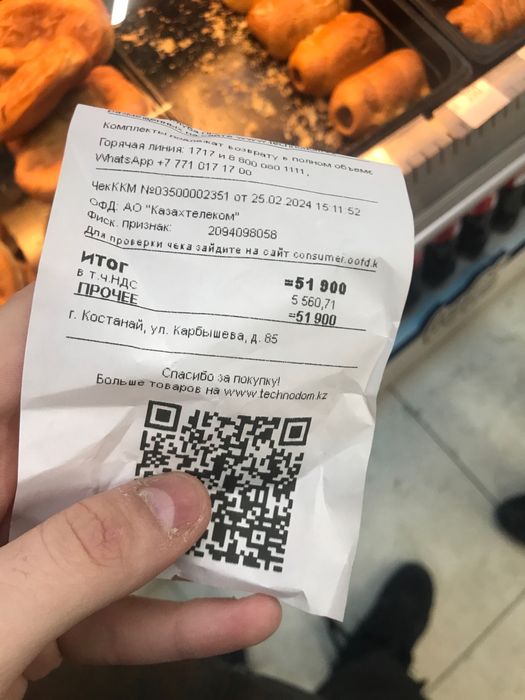 Комплекты подлежат возврату в полном объеме
Горячая линия: 1717 и 8 800 080 1111,
WhatsApp +7 771 017 17 00
ЧекККМ №03500002351 от 25.02.2024 15:11:52
ОФД: АО "Казахтелеком"
Фиск. признак: 2094098058
Для проверки чека зайдите на сайт consumer.oofd.k
ИТОГ =51 900
в т.ч.НДС 5 560,71
ПРОЧЕЕ =51 900
г. Костанай, ул. Карбышева, д. 85
Спасибо за покупку!
Больше товаров на www.technodom.kz